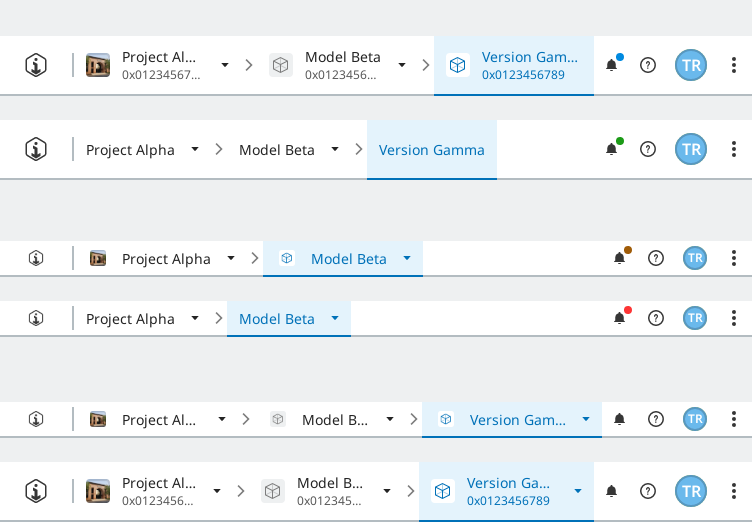 Project Al... Model Beta Version Gam...
0x01234567... 0x0123456... 0x0123456789 TR
Project Alpha Model Beta Version Gamma TR
Project Alpha Model Beta TR
Project Alpha Model Beta TR
Project Al... Model B... Version Gam... TR
Project Al... Model B... Version Ga...
0x0123456... 0x012345... 0x0123456789 TR